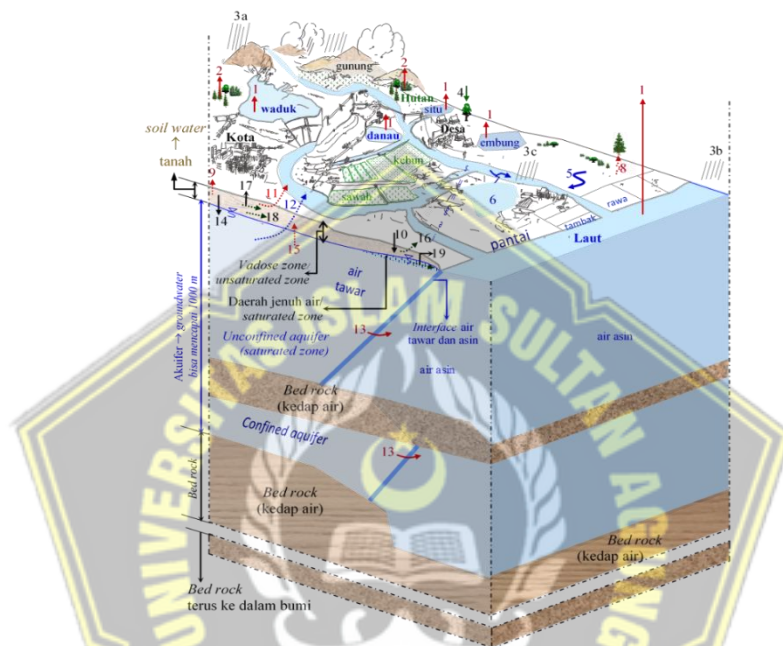 3a
gunung
2
2
Hutan
1
waduk
1
situ
4
1
soil water
tanah
Kota
1
danau
Desa
1
embung
kebun
3c
3b
8
5
6
rawa
tambak
pantai
Laut
sawah
9
17
11
12
14
18
15
10
16
19
Vadose zone/
unsaturated zone
air
tawar
Daerah jenuh air/
saturated zone
Akuifer → groundwater
bisa mencapai 1000 m
Unconfined aquifer
(saturated zone)
13
Interface air
tawar dan asin
air asin
air asin
Bed rock
(kedap air)
Confined aquifer
13
Bed rock
Bed rock
(kedap air)
Bed rock
(kedap air)
Bed rock
terus ke dalam bumi
UNIVERSITAS ISLAM SULTAN AGUNG